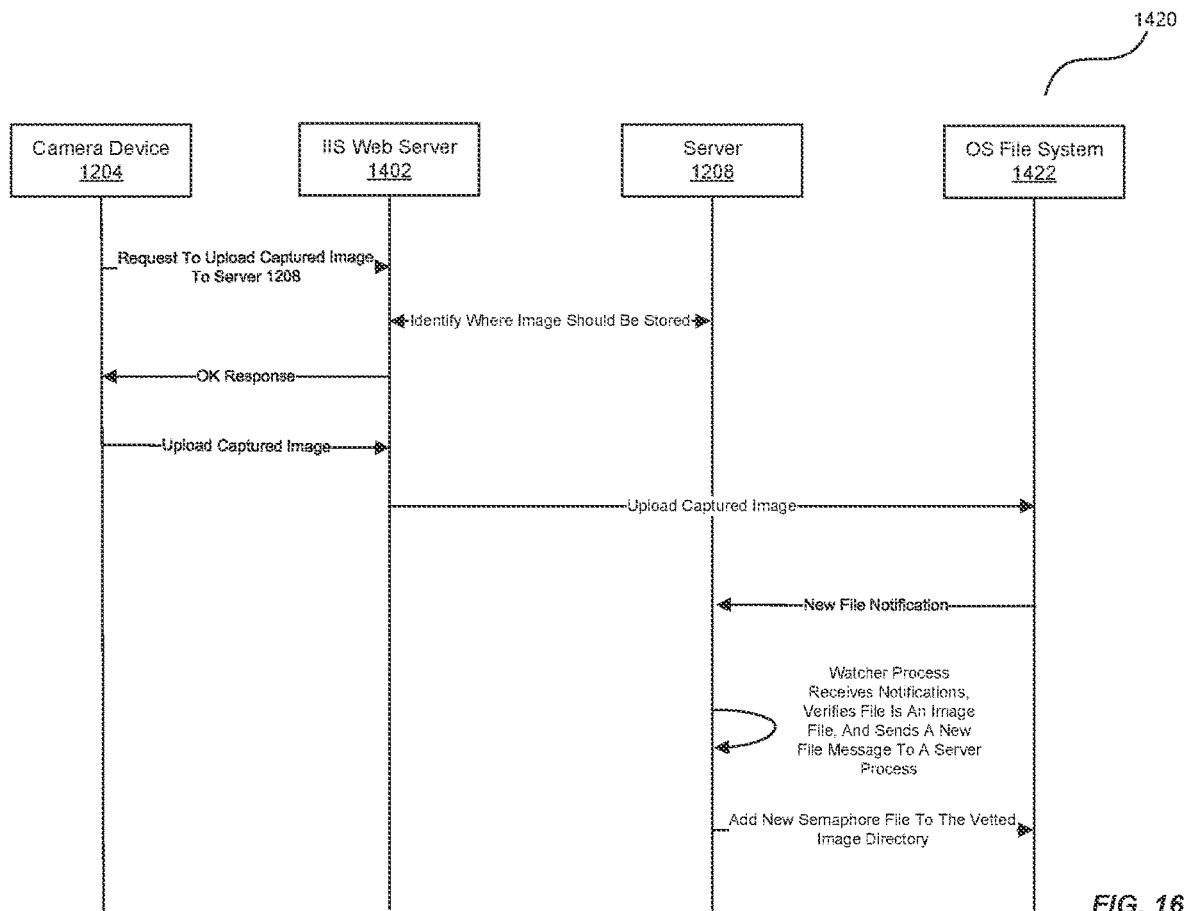 1420
Camera Device
1204
IIS Web Server
1402
Server
1208
OS File System
1422
Request To Upload Captured Image
To Server 1208
Identify Where Image Should Be Stored
OK Response
Upload Captured Image
Upload Captured Image
New File Notification
Watcher Process
Receives Notifications,
Verifies File Is An Image
File, And Sends A New
File Message To A Server
Process
Add New Semaphore File To The Vetted
Image Directory
FIG. 16